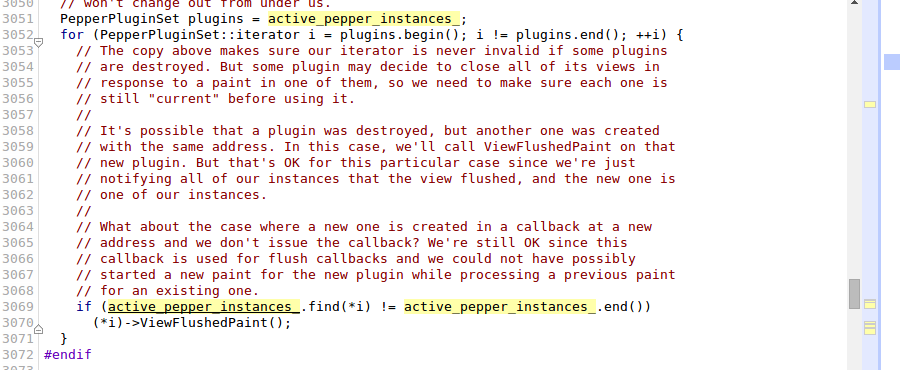 3050 // won't change out from under us.
3051 PepperPluginSet plugins = active_pepper_instances_;
3052 for (PepperPluginSet::iterator i = plugins.begin(); i != plugins.end(); ++i) {
3053 // The copy above makes sure our iterator is never invalid if some plugins
3054 // are destroyed. But some plugin may decide to close all of its views in
3055 // response to a paint in one of them, so we need to make sure each one is
3056 // still "current" before using it.
3057 //
3058 // It's possible that a plugin was destroyed, but another one was created
3059 // with the same address. In this case, we'll call ViewFlushedPaint on that
3060 // new plugin. But that's OK for this particular case since we're just
3061 // notifying all of our instances that the view flushed, and the new one is
3062 // one of our instances.
3063 //
3064 // What about the case where a new one is created in a callback at a new
3065 // address and we don't issue the callback? We're still OK since this
3066 // callback is used for flush callbacks and we could not have possibly
3067 // started a new paint for the new plugin while processing a previous paint
3068 // for an existing one.
3069 if (active_pepper_instances_.find(*i) != active_pepper_instances_.end())
3070 (*i)->ViewFlushedPaint();
3071 }
3072 #endif
3073